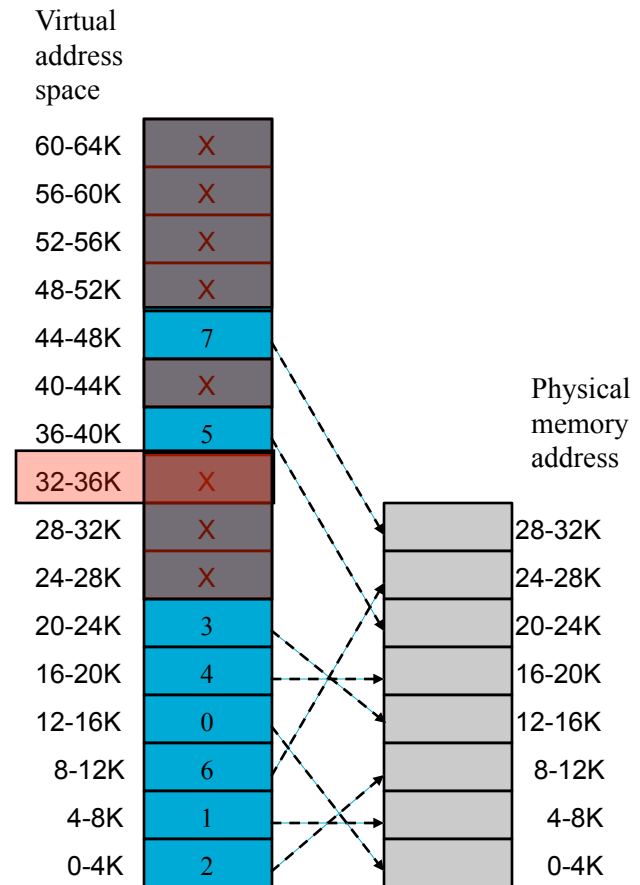 Virtual
address
space
60-64K X
56-60K X
52-56K X
48-52K X
44-48K 7
40-44K X
36-40K 5
32-36K X
28-32K X
24-28K X
20-24K 3
16-20K 4
12-16K 0
8-12K 6
4-8K 1
0-4K 2
Physical
memory
address
28-32K
24-28K
20-24K
16-20K
12-16K
8-12K
4-8K
0-4K